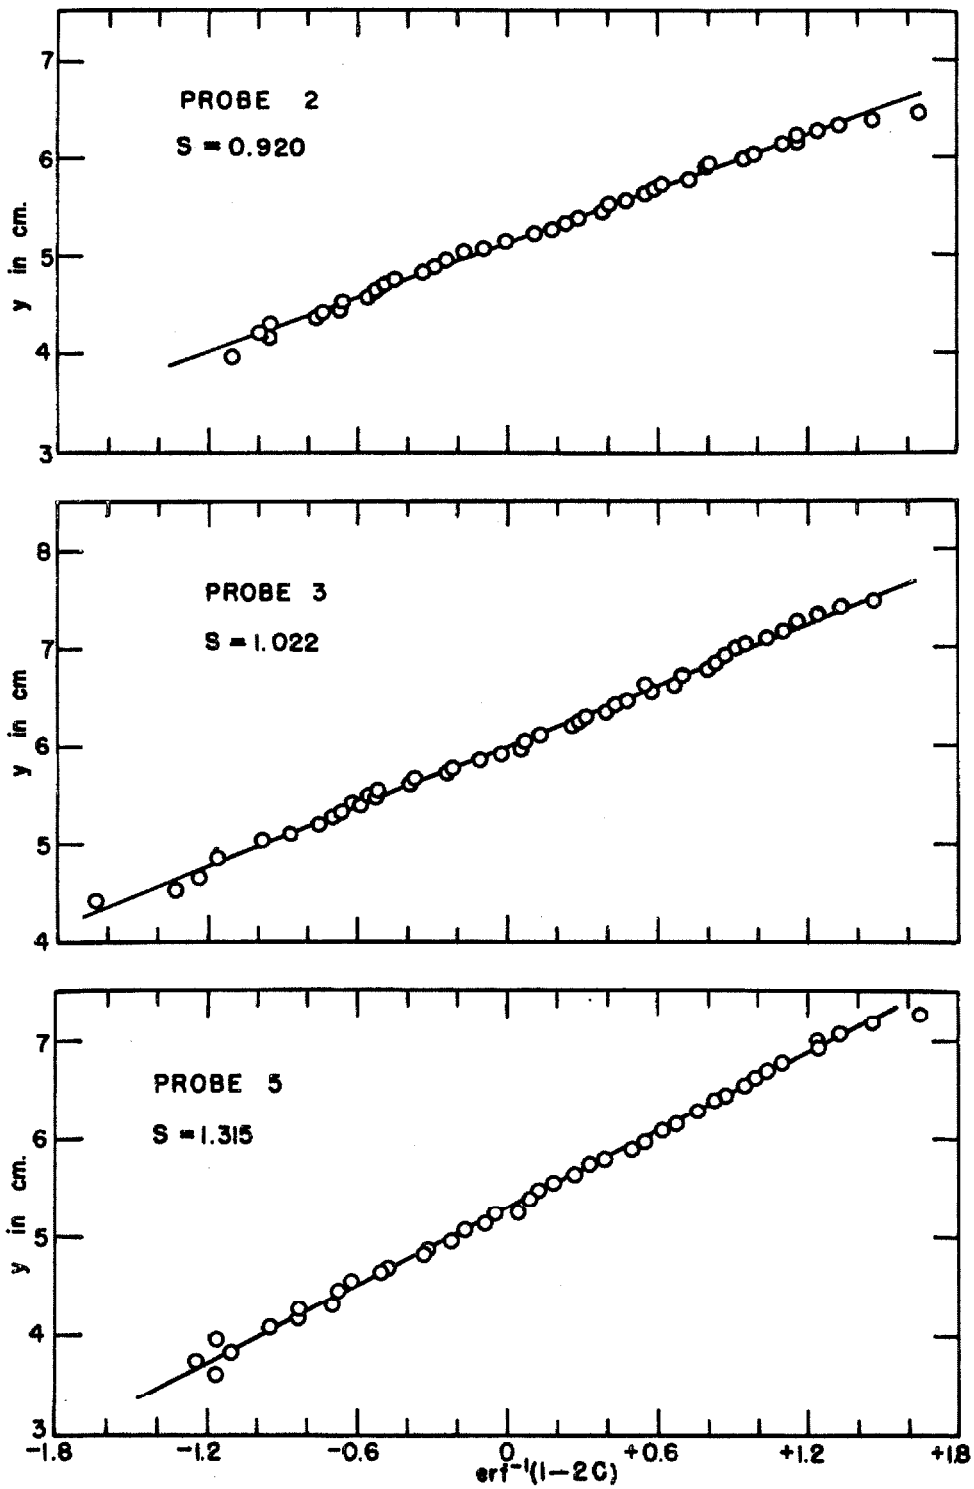 7
PROBE 2
S = 0.920
6
5
4
3
y in cm.
8
PROBE 3
S = 1.022
7
6
5
4
y in cm
7
PROBE 5
S = 1.315
6
5
4
3
y in cm.
-1.8 -1.2 -0.6 0 +0.6 +1.2 +1.8
erf⁻¹(1-2C)